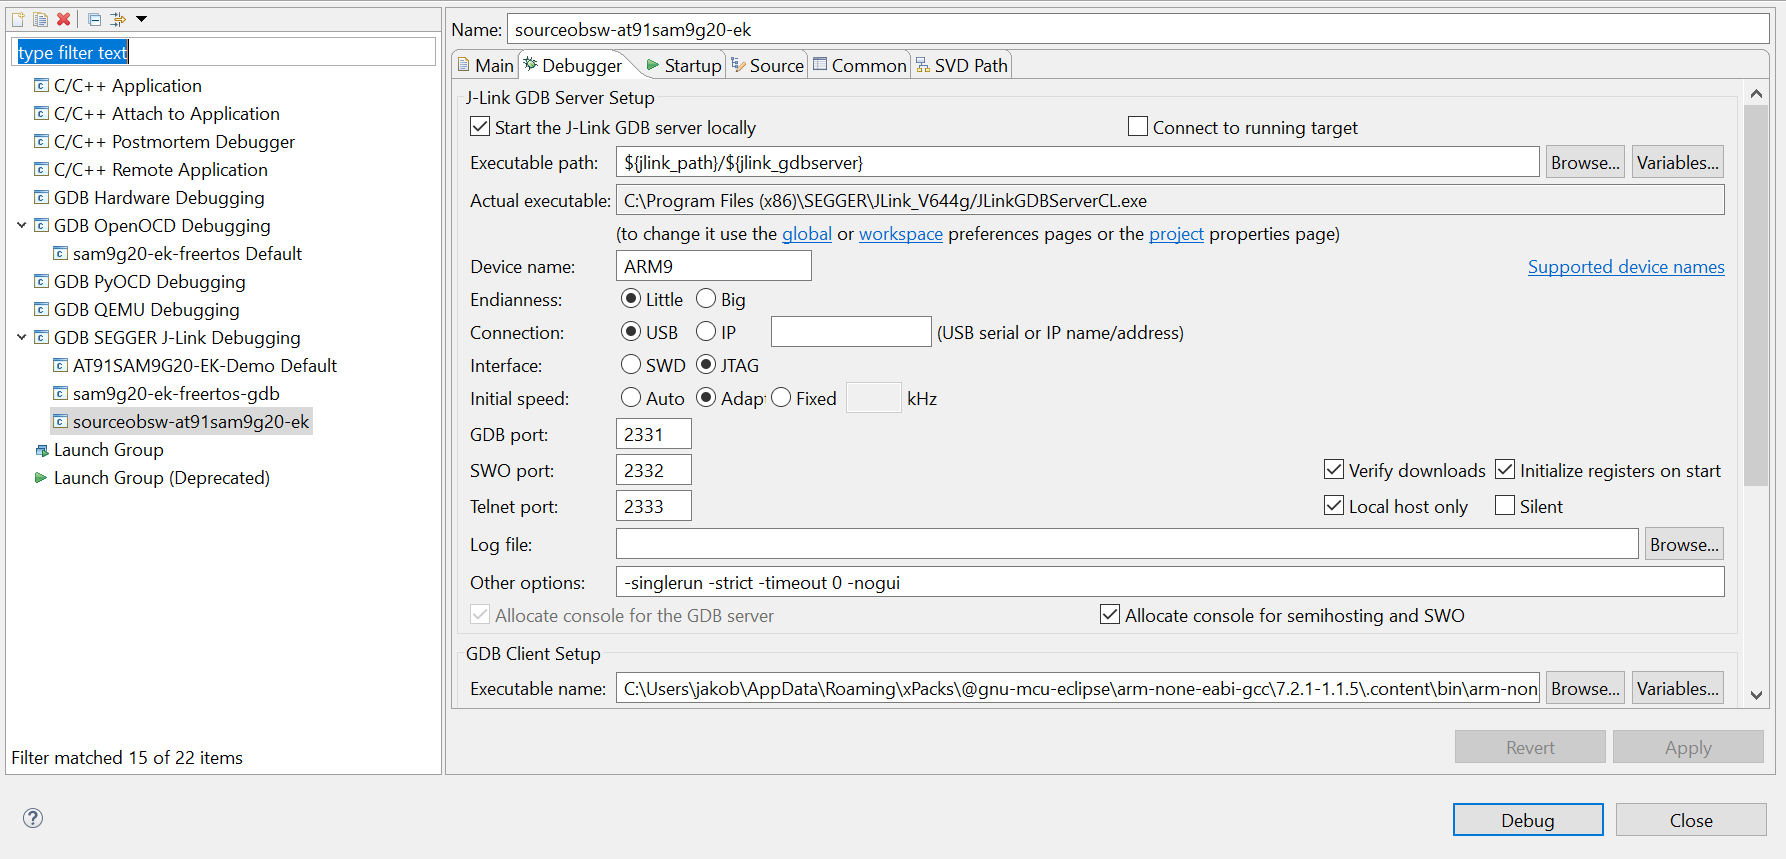 type filter text
C/C++ Application
C/C++ Attach to Application
C/C++ Postmortem Debugger
C/C++ Remote Application
GDB Hardware Debugging
GDB OpenOCD Debugging
sam9g20-ek-freertos Default
GDB PyOCD Debugging
GDB QEMU Debugging
GDB SEGGER J-Link Debugging
AT91SAM9G20-EK-Demo Default
sam9g20-ek-freertos-gdb
sourceobsw-at91sam9g20-ek
Launch Group
Launch Group (Deprecated)
Filter matched 15 of 22 items
Name: sourceobsw-at91sam9g20-ek
Main Debugger Startup Source Common SVD Path
J-Link GDB Server Setup
Start the J-Link GDB server locally Connect to running target
Executable path: ${jlink_path}/${jlink_gdbserver} Browse... Variables...
Actual executable: C:\Program Files (x86)\SEGGER\JLink_V644g/JLinkGDBServerCL.exe
(to change it use the global or workspace preferences pages or the project properties page)
Device name: ARM9 Supported device names
Endianness: Little Big
Connection: USB IP (USB serial or IP name/address)
Interface: SWD JTAG
Initial speed: Auto Adapt Fixed kHz
GDB port: 2331
SWO port: 2332 Verify downloads Initialize registers on start
Telnet port: 2333 Local host only Silent
Log file: Browse...
Other options: -singlerun -strict -timeout 0 -nogui
Allocate console for the GDB server Allocate console for semihosting and SWO
GDB Client Setup
Executable name: C:\Users\jakob\AppData\Roaming\xPacks\@gnu-mcu-eclipse\arm-none-eabi-gcc\7.2.1-1.1.5\.content\bin\arm-non Browse... Variables...
Revert Apply
Debug Close